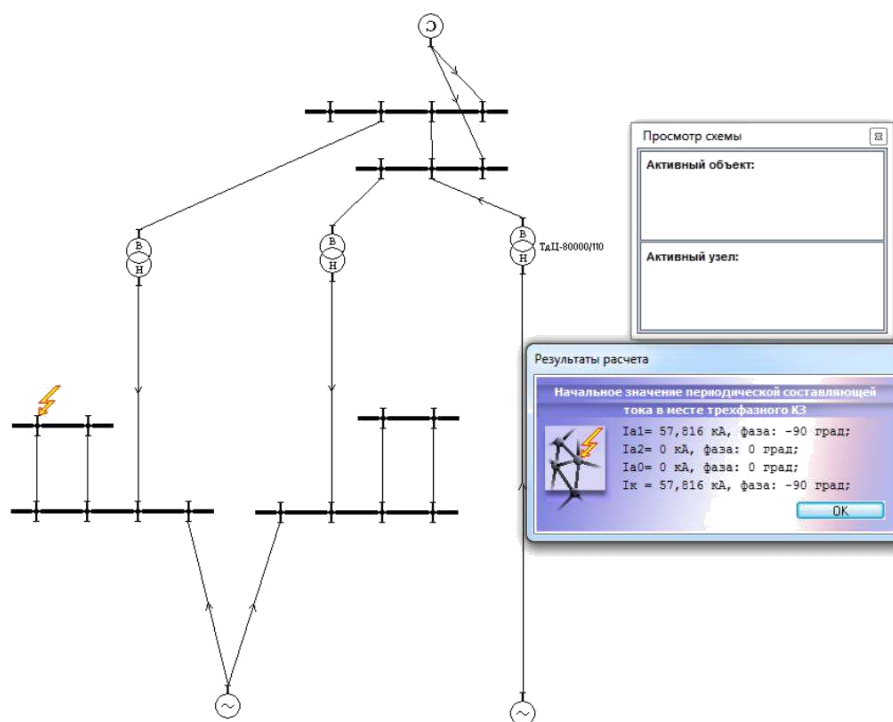 С
В
Н
В
Н
В
Н
ТдЦ-80000/110
Просмотр схемы
Активный объект:
Активный узел:
Результаты расчета
Начальное значение периодической составляющей
тока в месте трехфазного КЗ
Ia1= 57,816 кА, фаза: -90 град;
Ia2= 0 кА, фаза: 0 град;
Ia0= 0 кА, фаза: 0 град;
Iк = 57,816 кА, фаза: -90 град;
OK